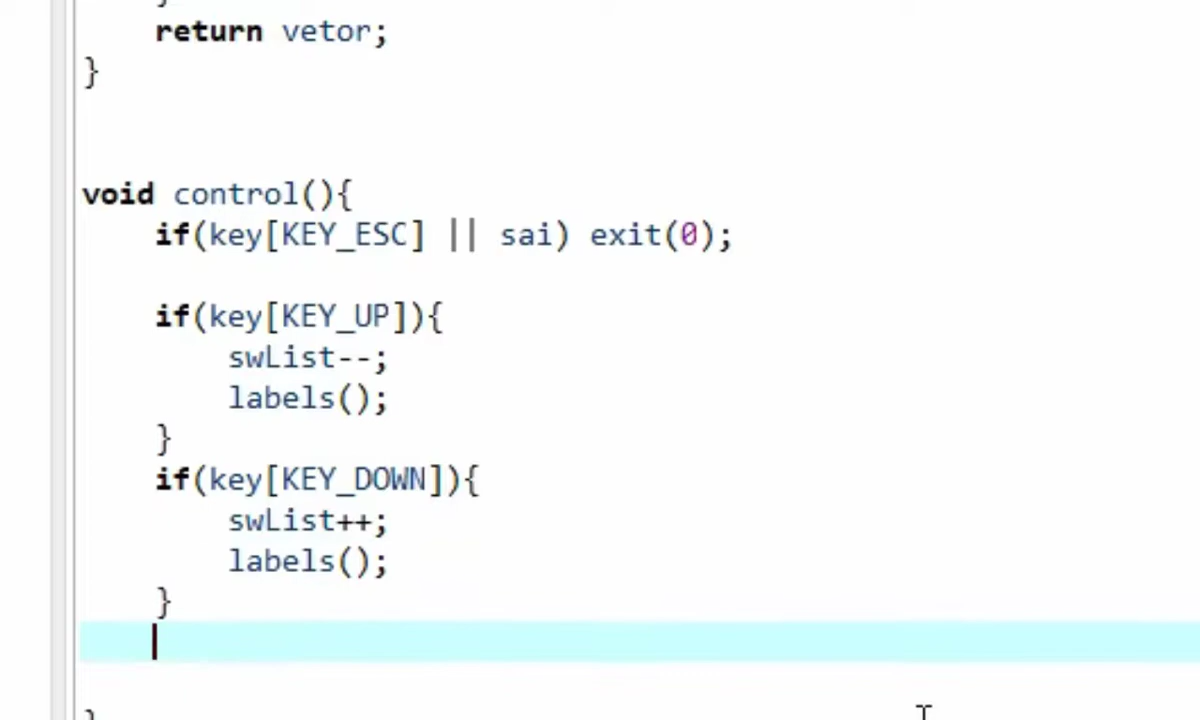 }
return vetor;
}
void control(){
if(key[KEY_ESC] || sai) exit(0);
if(key[KEY_UP]){
swList--;
labels();
}
if(key[KEY_DOWN]){
swList++;
labels();
}
}